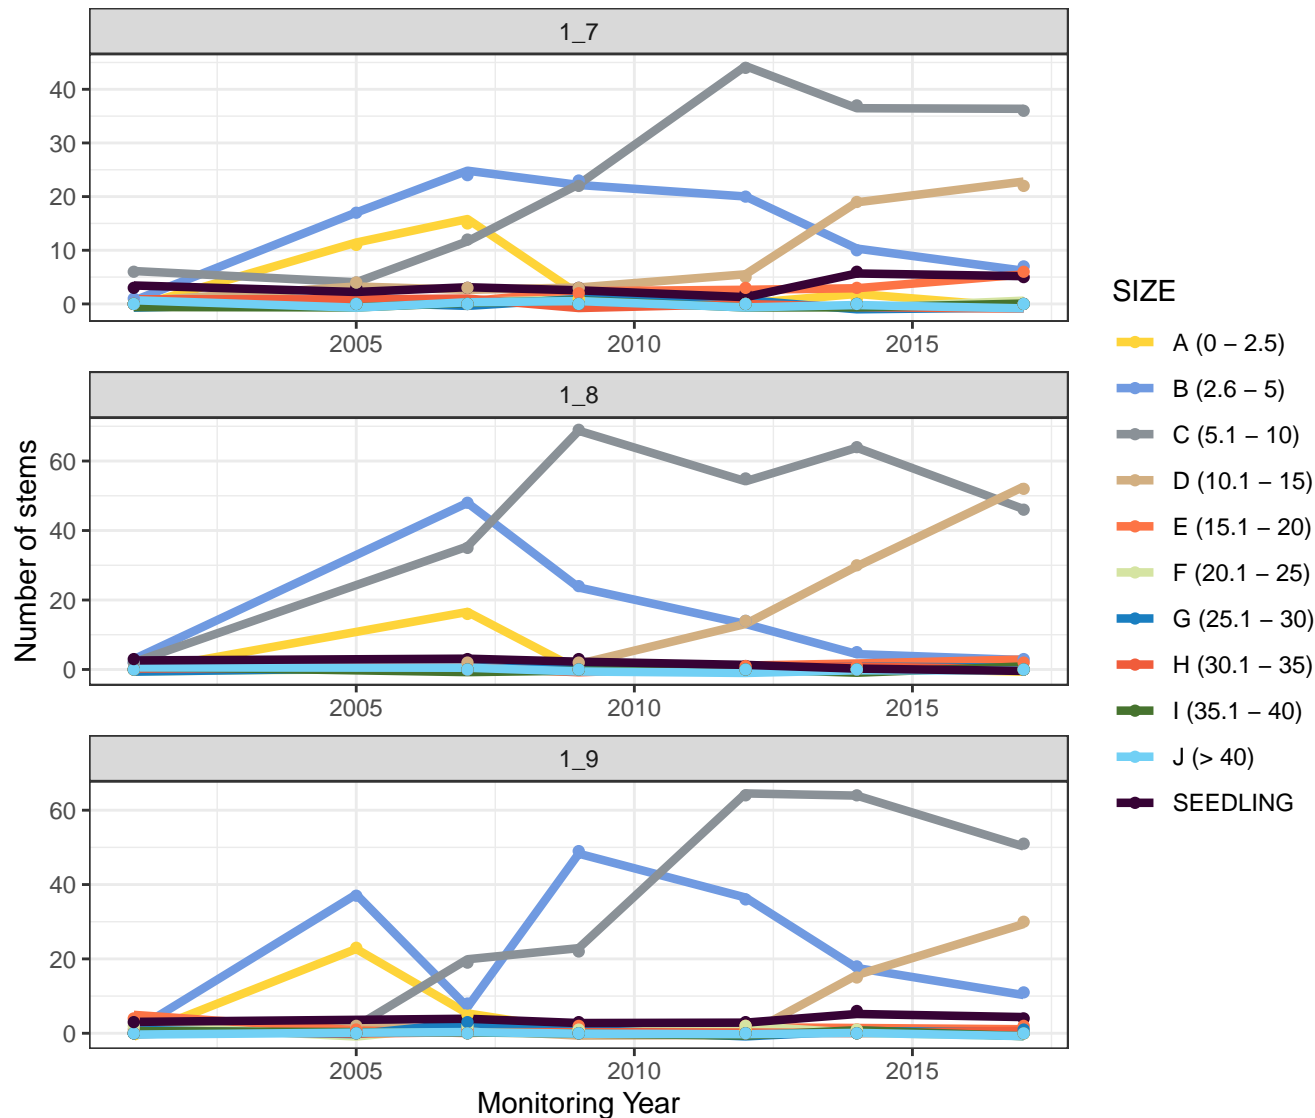 1_7
40
30
20
10
0
2005 2010 2015
1_8
60
40
20
0
2005 2010 2015
1_9
60
40
20
0
2005 2010 2015
Number of stems
Monitoring Year
SIZE
A (0 − 2.5)
B (2.6 − 5)
C (5.1 − 10)
D (10.1 − 15)
E (15.1 − 20)
F (20.1 − 25)
G (25.1 − 30)
H (30.1 − 35)
I (35.1 − 40)
J (> 40)
SEEDLING